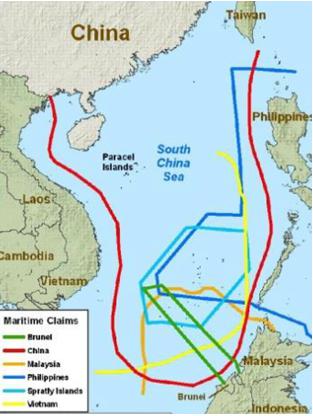 Taiwan
China
Philippines
South
China
Sea
Paracel
Islands
Laos
Cambodia
Vietnam
Maritime Claims
Brunei
China
Malaysia
Philippines
Spratly Islands
Vietnam
Malaysia
Brunei
Indonesia